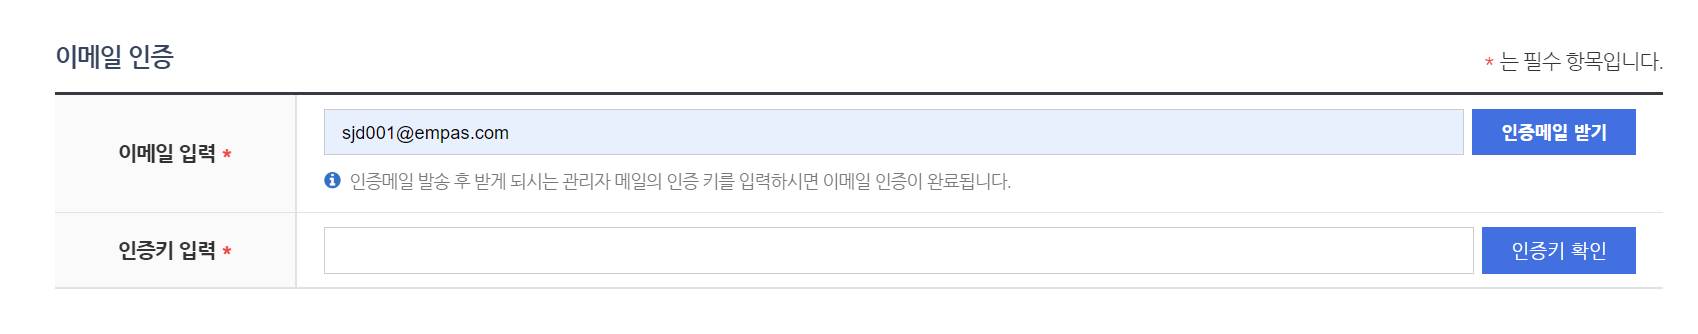 이메일 인증
* 는 필수 항목입니다.
이메일 입력 *
sjd001@empas.com
인증메일 받기
인증메일 발송 후 받게 되시는 관리자 메일의 인증 키를 입력하시면 이메일 인증이 완료됩니다.
인증키 입력 *
인증키 확인